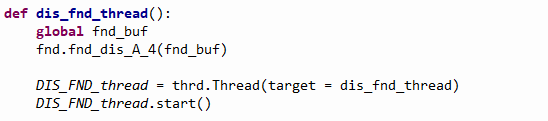 def dis_fnd_thread():
    global fnd_buf
    fnd.fnd_dis_A_4(fnd_buf)

    DIS_FND_thread = thrd.Thread(target = dis_fnd_thread)
    DIS_FND_thread.start()